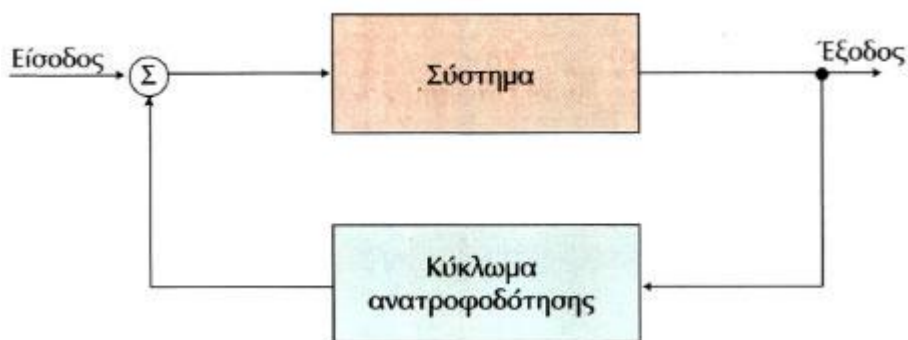 Είσοδος
Σ
Σύστημα
Έξοδος
Κύκλωμα
ανατροφοδότησης